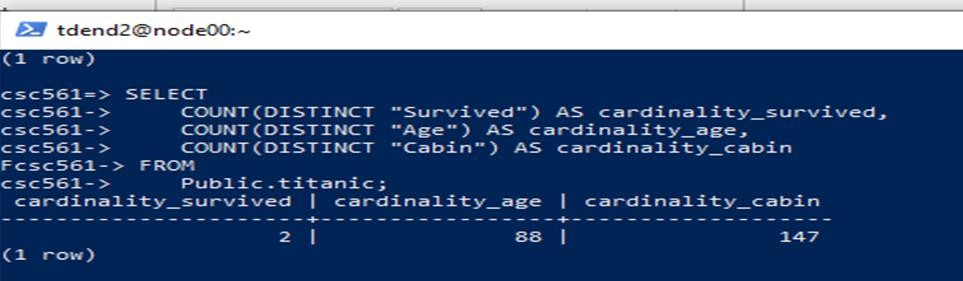 tdend2@node00:~
(1 row)
csc561=> SELECT
csc561->     COUNT(DISTINCT "Survived") AS cardinality_survived,
csc561->     COUNT(DISTINCT "Age") AS cardinality_age,
csc561->     COUNT(DISTINCT "Cabin") AS cardinality_cabin
Fcsc561-> FROM
csc561->     Public.titanic;
 cardinality_survived | cardinality_age | cardinality_cabin
----------------------+-----------------+-------------------
                    2 |              88 |               147
(1 row)